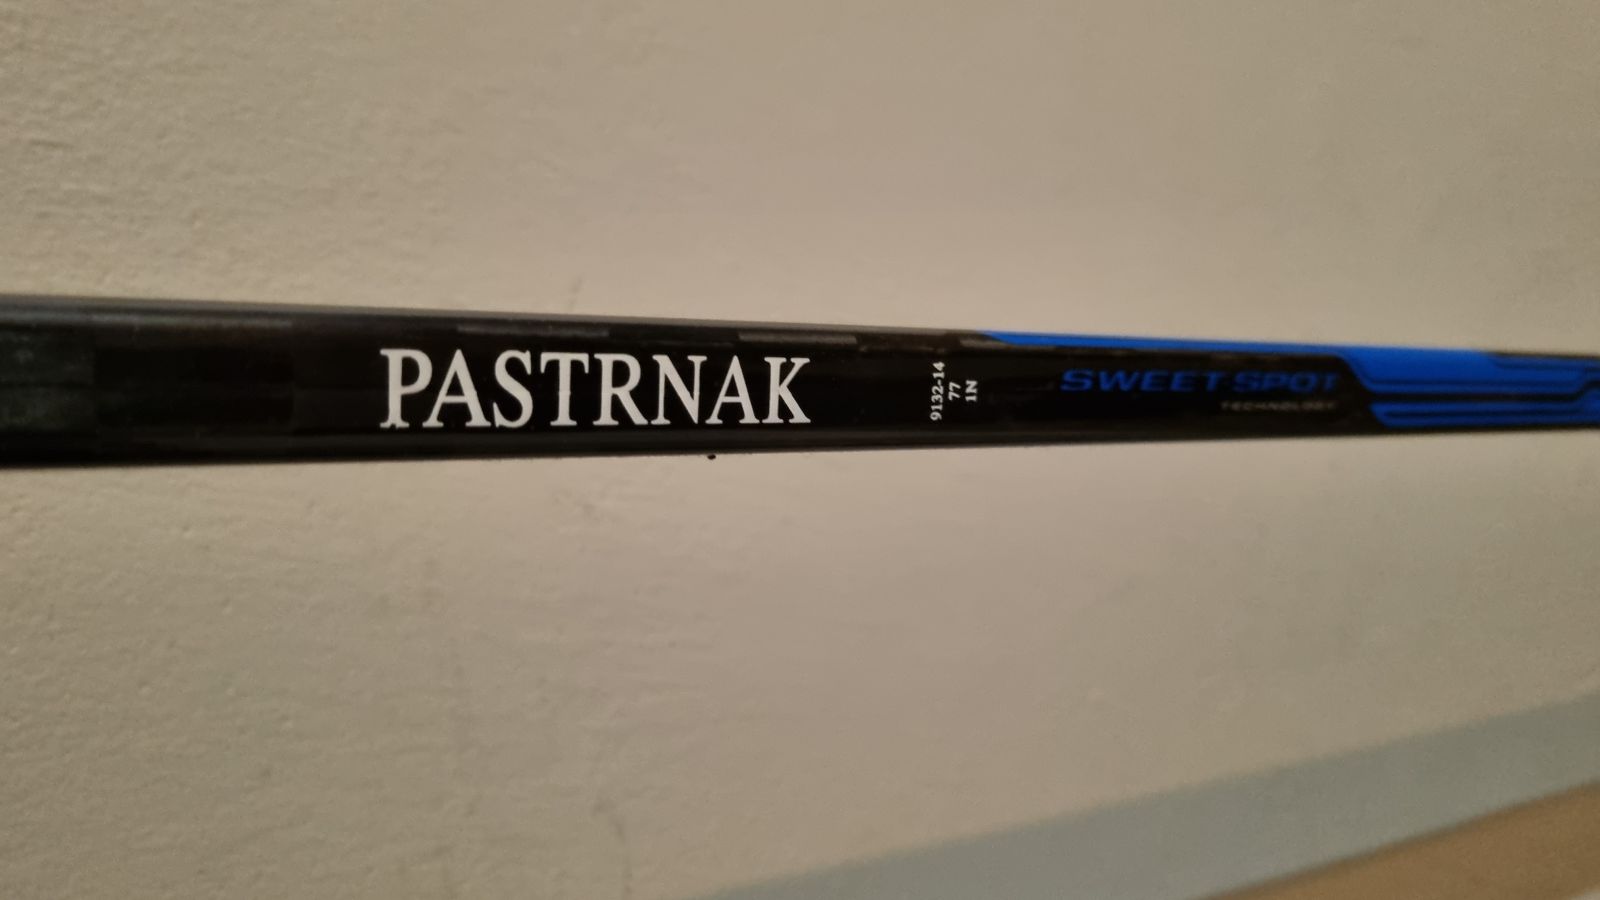 PASTRNAK
9132-14
77
1N
SWEET SPOT
TECHNOLOGY